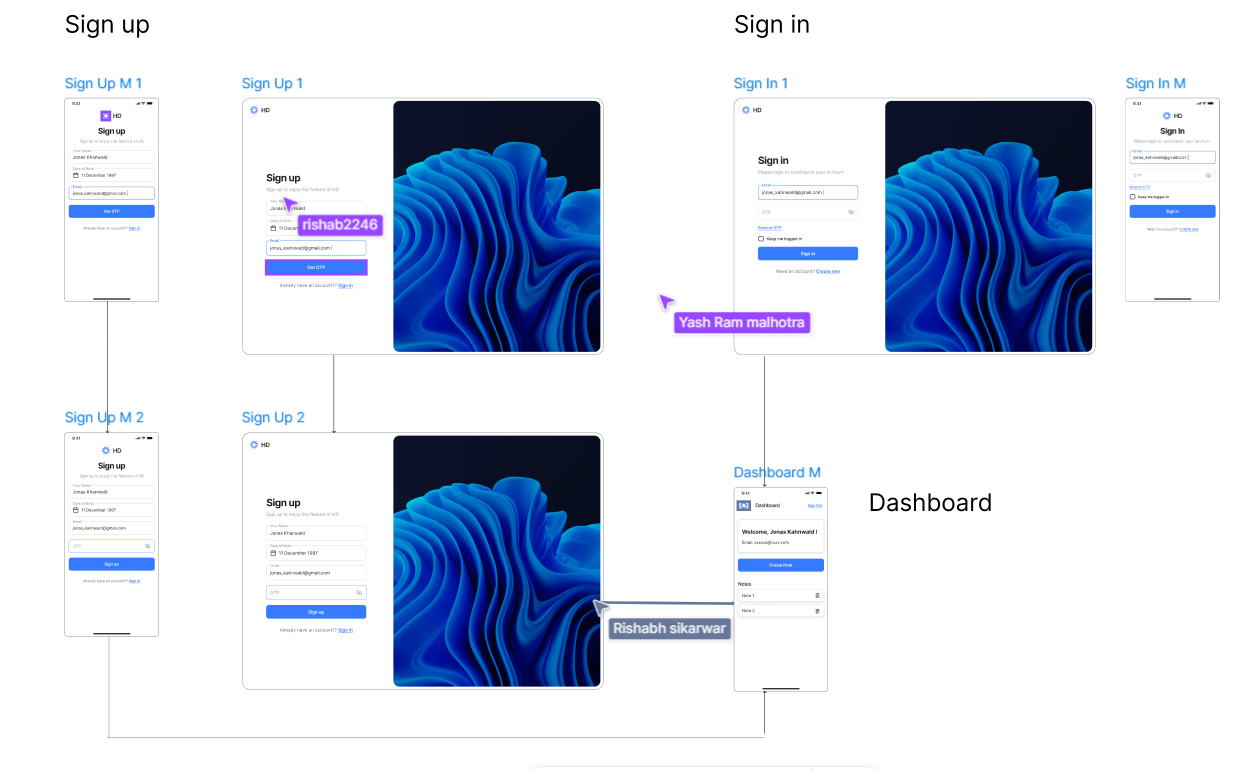 Sign up
Sign in
Sign Up M 1
9:41
HD
Sign up
Sign up to enjoy the feature of HD
Your Name
Jonas Khanwald
Date of Birth
11 December 1997
Email
jonas_kahnwald@gmail.com
Get OTP
Already have an account? Sign in
Sign Up 1
HD
Sign up
Sign up to enjoy the feature of HD
Jonas Khanwald
rishab2246
Date of Birth
11 Decem
Email
jonas_kahnwald@gmail.com
Get OTP
Already have an account?? Sign in
Yash Ram malhotra
Sign In 1
HD
Sign in
Please login to continue to your account.
Email
jonas_kahnwald@gmail.com
OTP
Resend OTP
Keep me logged in
Sign in
Need an account? Create one
Sign In M
9:41
HD
Sign In
Please login to continue to your account.
Email
jonas_kahnwald@gmail.com
OTP
Resend OTP
Keep me logged in
Sign in
Need an account? Create one
Sign Up M 2
9:41
HD
Sign up
Sign up to enjoy the feature of HD
Your Name
Jonas Khanwald
Date of Birth
11 December 1997
Email
jonas_kahnwald@gmail.com
OTP
Sign up
Already have an account? Sign in
Sign Up 2
HD
Sign up
Sign up to enjoy the feature of HD
Your Name
Jonas Khanwald
Date of Birth
11 December 1997
Email
jonas_kahnwald@gmail.com
OTP
Sign up
Already have an account?? Sign in
Rishabh sikarwar
Dashboard M
9:41
Dashboard
Sign Out
Welcome, Jonas Kahnwald !
Email: xxxxxx@xxxx.com
Create Note
Notes
Note 1
Note 2
Dashboard